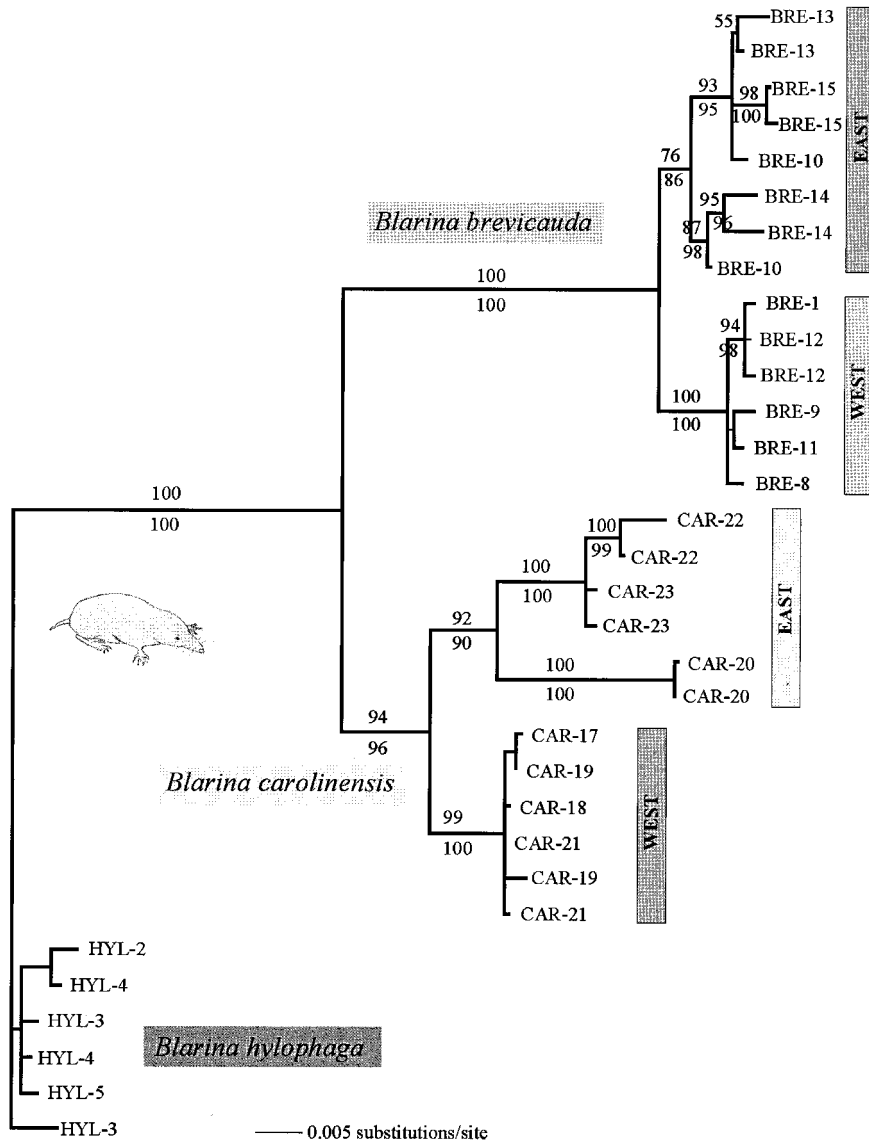 55
BRE-13
BRE-13
93
95
98
100
BRE-15
BRE-15
BRE-10
EAST
76
86
95
96
BRE-14
BRE-14
87
98
BRE-10
Blarina brevicauda
100
100
BRE-1
94
98
BRE-12
BRE-12
100
100
BRE-9
BRE-11
BRE-8
WEST
100
100
100
99
CAR-22
CAR-22
100
100
CAR-23
CAR-23
92
90
100
100
CAR-20
CAR-20
EAST
94
96
Blarina carolinensis
CAR-17
CAR-19
CAR-18
99
100
CAR-21
CAR-19
CAR-21
WEST
HYL-2
HYL-4
HYL-3
Blarina hylophaga
HYL-4
HYL-5
HYL-3
0.005 substitutions/site